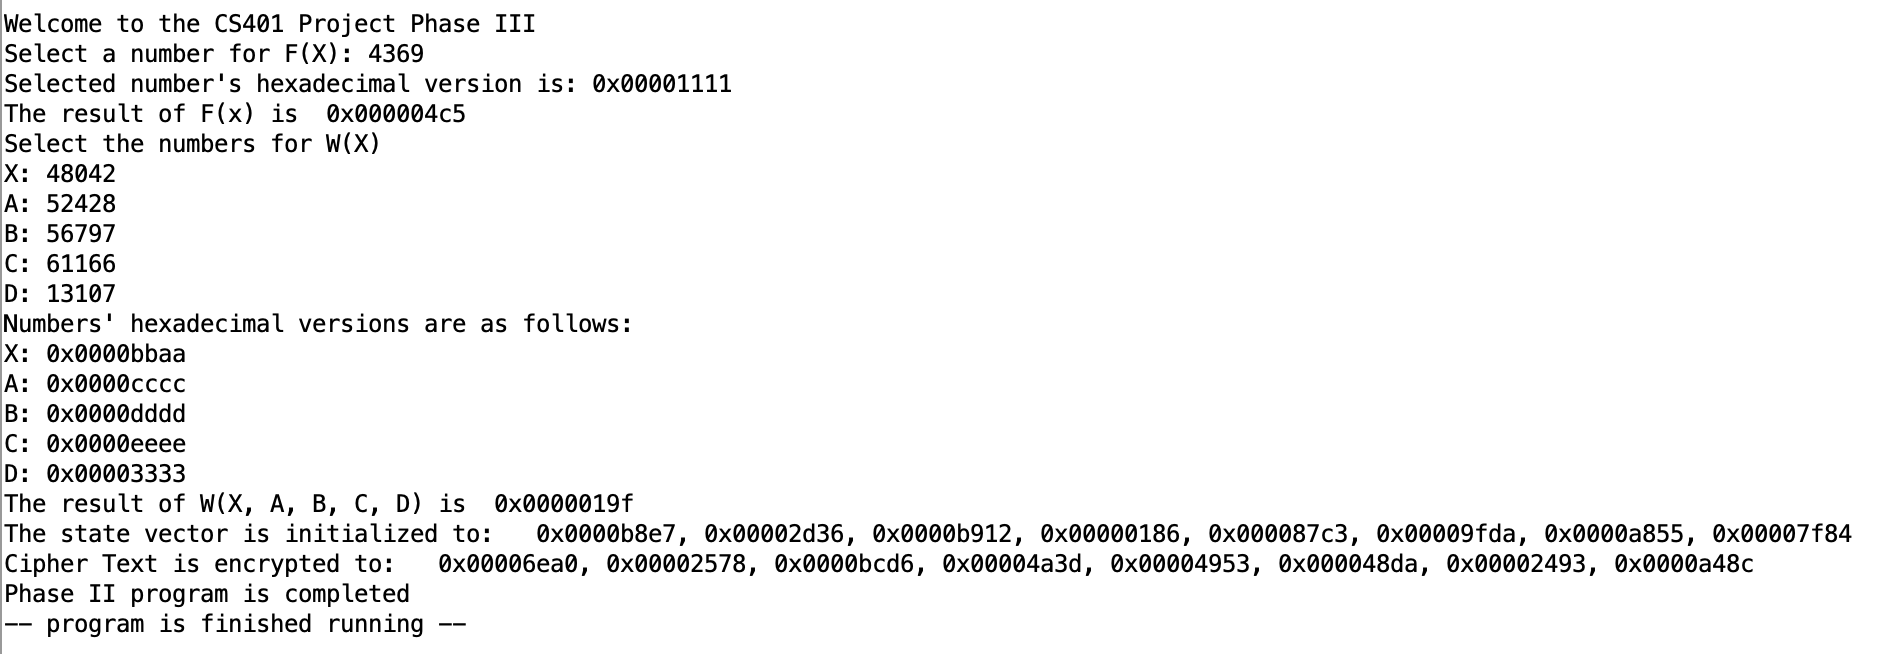 Welcome to the CS401 Project Phase III
Select a number for F(X): 4369
Selected number's hexadecimal version is: 0x00001111
The result of F(x) is  0x000004c5
Select the numbers for W(X)
X: 48042
A: 52428
B: 56797
C: 61166
D: 13107
Numbers' hexadecimal versions are as follows:
X: 0x0000bbaa
A: 0x0000cccc
B: 0x0000dddd
C: 0x0000eeee
D: 0x00003333
The result of W(X, A, B, C, D) is  0x0000019f
The state vector is initialized to:   0x0000b8e7, 0x00002d36, 0x0000b912, 0x00000186, 0x000087c3, 0x00009fda, 0x0000a855, 0x00007f84
Cipher Text is encrypted to:   0x00006ea0, 0x00002578, 0x0000bcd6, 0x00004a3d, 0x00004953, 0x000048da, 0x00002493, 0x0000a48c
Phase II program is completed
-- program is finished running --